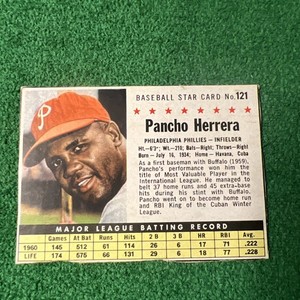 BASEBALL STAR CARD No.121
P
Pancho Herrera
PHILADELPHIA PHILLIES — INFIELDER
Ht.—6'3"; Wt.—210; Bats—Right; Throws—Right
Born — July 16, 1934; Home — Havana, Cuba
As a first baseman with Buffalo (1959),
Pancho's performance won him the
title of Most Valuable Player in the
International League. He managed to
belt 37 home runs and 45 extra-base
hits during his stint with Buffalo.
Pancho went on to become home run
and RBI King of the Cuban Winter
League.
MAJOR LEAGUE BATTING RECORD
Games At Bat Runs Hits 2B 3B HR RBI Avg.
1960 145 512 61 114 26 6 17 71 .222
LIFE 174 575 66 131 29 6 18 77 .228